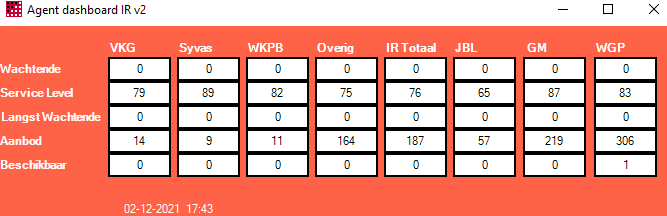 Agent dashboard IR v2
VKG Syvas WKPB Overig IR Totaal JBL GM WGP
Wachtende 0 0 0 0 0 0 0 0
Service Level 79 89 82 75 76 65 87 83
Langst Wachtende 0 0 0 0 0 0 0 0
Aanbod 14 9 11 164 187 57 219 306
Beschikbaar 0 0 0 0 0 0 0 1
02-12-2021 17:43